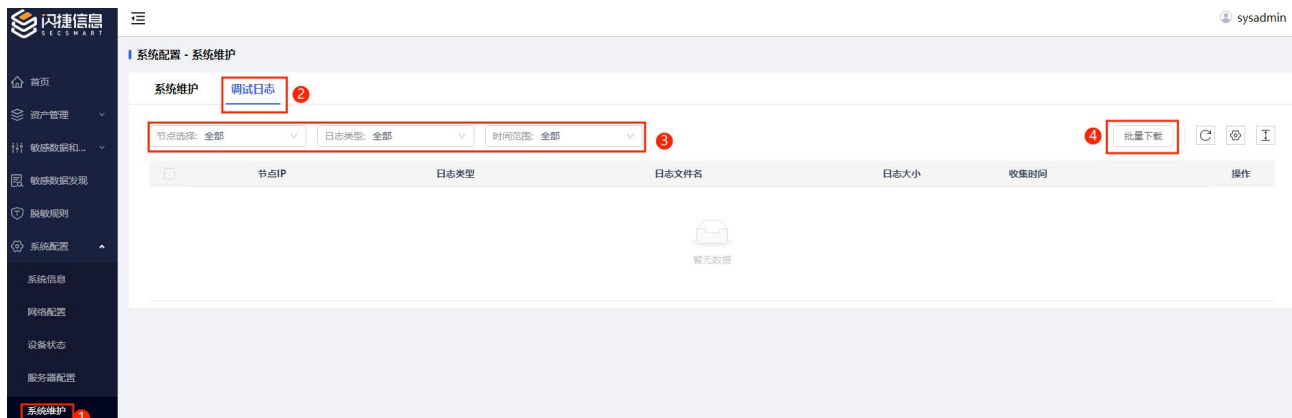 闪捷信息
SECSMART
sysadmin
系统配置 - 系统维护
首页
资产管理
敏感数据和...
敏感数据发现
脱敏规则
系统配置
系统信息
网络配置
设备状态
服务器配置
系统维护 1
系统维护 调试日志 2
节点选择: 全部 日志类型: 全部 时间范围: 全部 3 4 批量下载
节点IP 日志类型 日志文件名 日志大小 收集时间 操作
暂无数据